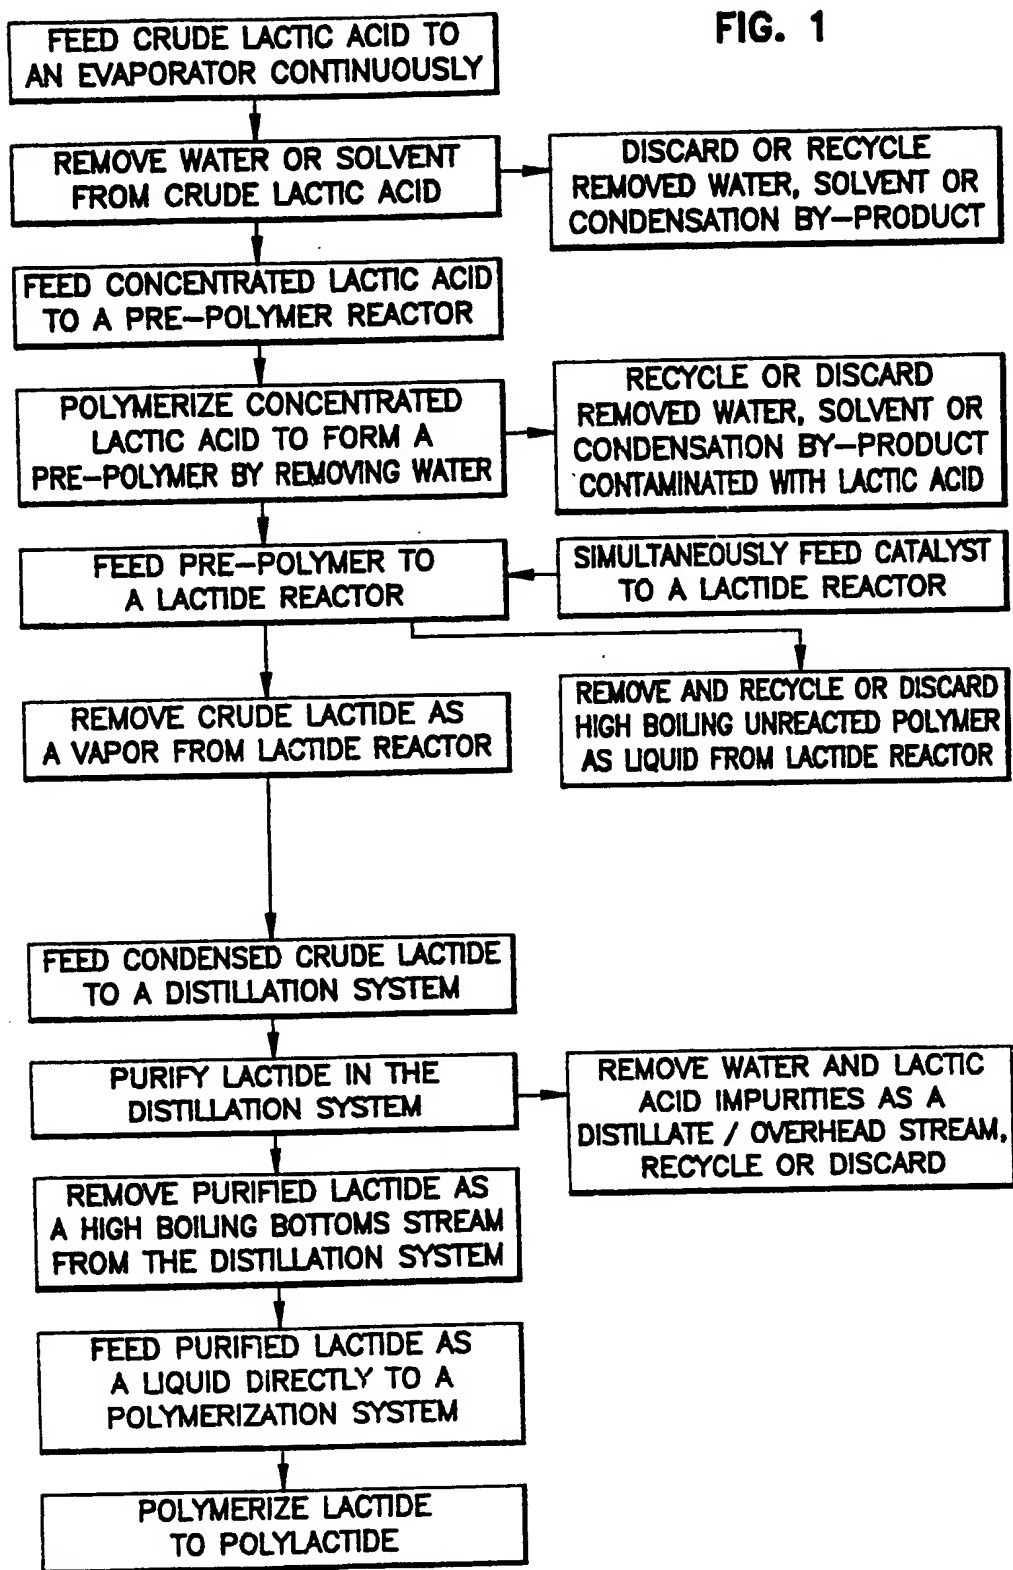 FIG. 1
FEED CRUDE LACTIC ACID TO
AN EVAPORATOR CONTINUOUSLY
REMOVE WATER OR SOLVENT
FROM CRUDE LACTIC ACID
DISCARD OR RECYCLE
REMOVED WATER, SOLVENT OR
CONDENSATION BY-PRODUCT
FEED CONCENTRATED LACTIC ACID
TO A PRE-POLYMER REACTOR
POLYMERIZE CONCENTRATED
LACTIC ACID TO FORM A
PRE-POLYMER BY REMOVING WATER
RECYCLE OR DISCARD
REMOVED WATER, SOLVENT OR
CONDENSATION BY-PRODUCT
CONTAMINATED WITH LACTIC ACID
FEED PRE-POLYMER TO
A LACTIDE REACTOR
SIMULTANEOUSLY FEED CATALYST
TO A LACTIDE REACTOR
REMOVE CRUDE LACTIDE AS
A VAPOR FROM LACTIDE REACTOR
REMOVE AND RECYCLE OR DISCARD
HIGH BOILING UNREACTED POLYMER
AS LIQUID FROM LACTIDE REACTOR
FEED CONDENSED CRUDE LACTIDE
TO A DISTILLATION SYSTEM
PURIFY LACTIDE IN THE
DISTILLATION SYSTEM
REMOVE WATER AND LACTIC
ACID IMPURITIES AS A
DISTILLATE / OVERHEAD STREAM,
RECYCLE OR DISCARD
REMOVE PURIFIED LACTIDE AS
A HIGH BOILING BOTTOMS STREAM
FROM THE DISTILLATION SYSTEM
FEED PURIFIED LACTIDE AS
A LIQUID DIRECTLY TO A
POLYMERIZATION SYSTEM
POLYMERIZE LACTIDE
TO POLYLACTIDE